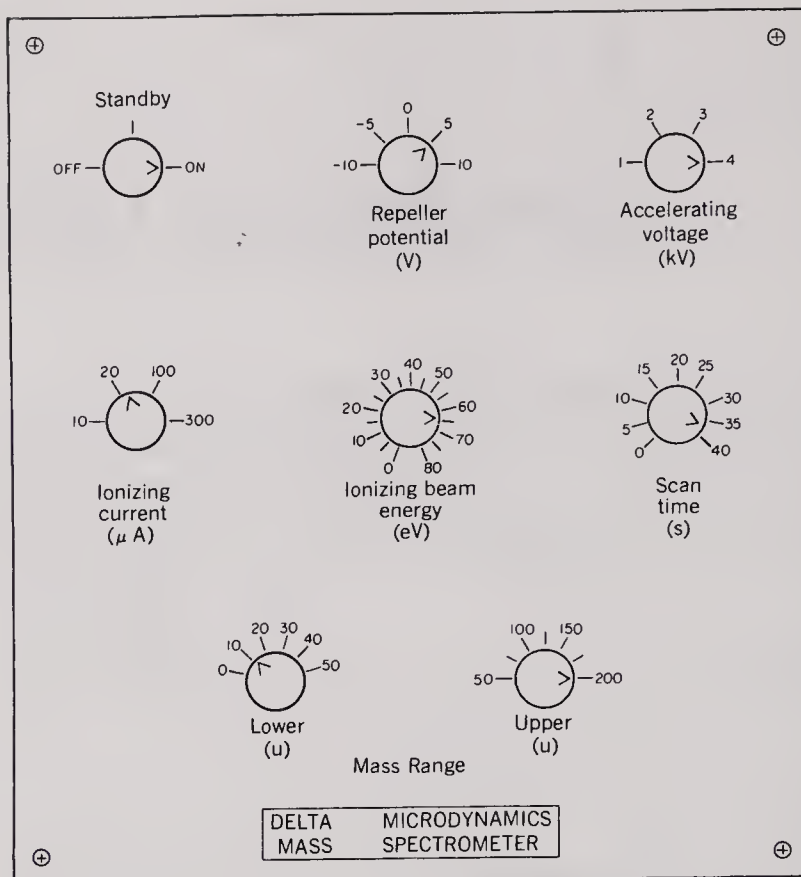 Standby
OFF ON
0
-5 5
-10 10
Repeller
potential
(V)
2 3
1 4
Accelerating
voltage
(kV)
20 100
10 300
Ionizing
current
(μ A)
40
30 50
20 60
10 70
0 80
Ionizing beam
energy
(eV)
20
15 25
10 30
5 35
0 40
Scan
time
(s)
20 30
10 40
0 50
Lower
(u)
100 150
50 200
Upper
(u)
Mass Range
DELTA MICRODYNAMICS
MASS SPECTROMETER